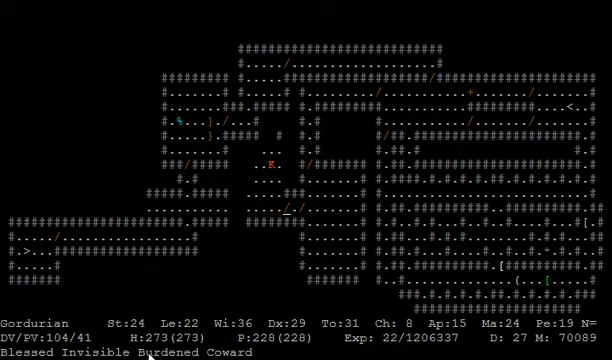 Gordurian St:24 Le:22 Wi:36 Dx:29 To:31 Ch: 8 Ap:15 Ma:24 Pe:19 N=
DV/PV:104/41 H:273(273) P:228(228) Exp: 22/1206337 D: 27 M: 70089
Blessed Invisible Burdened Coward